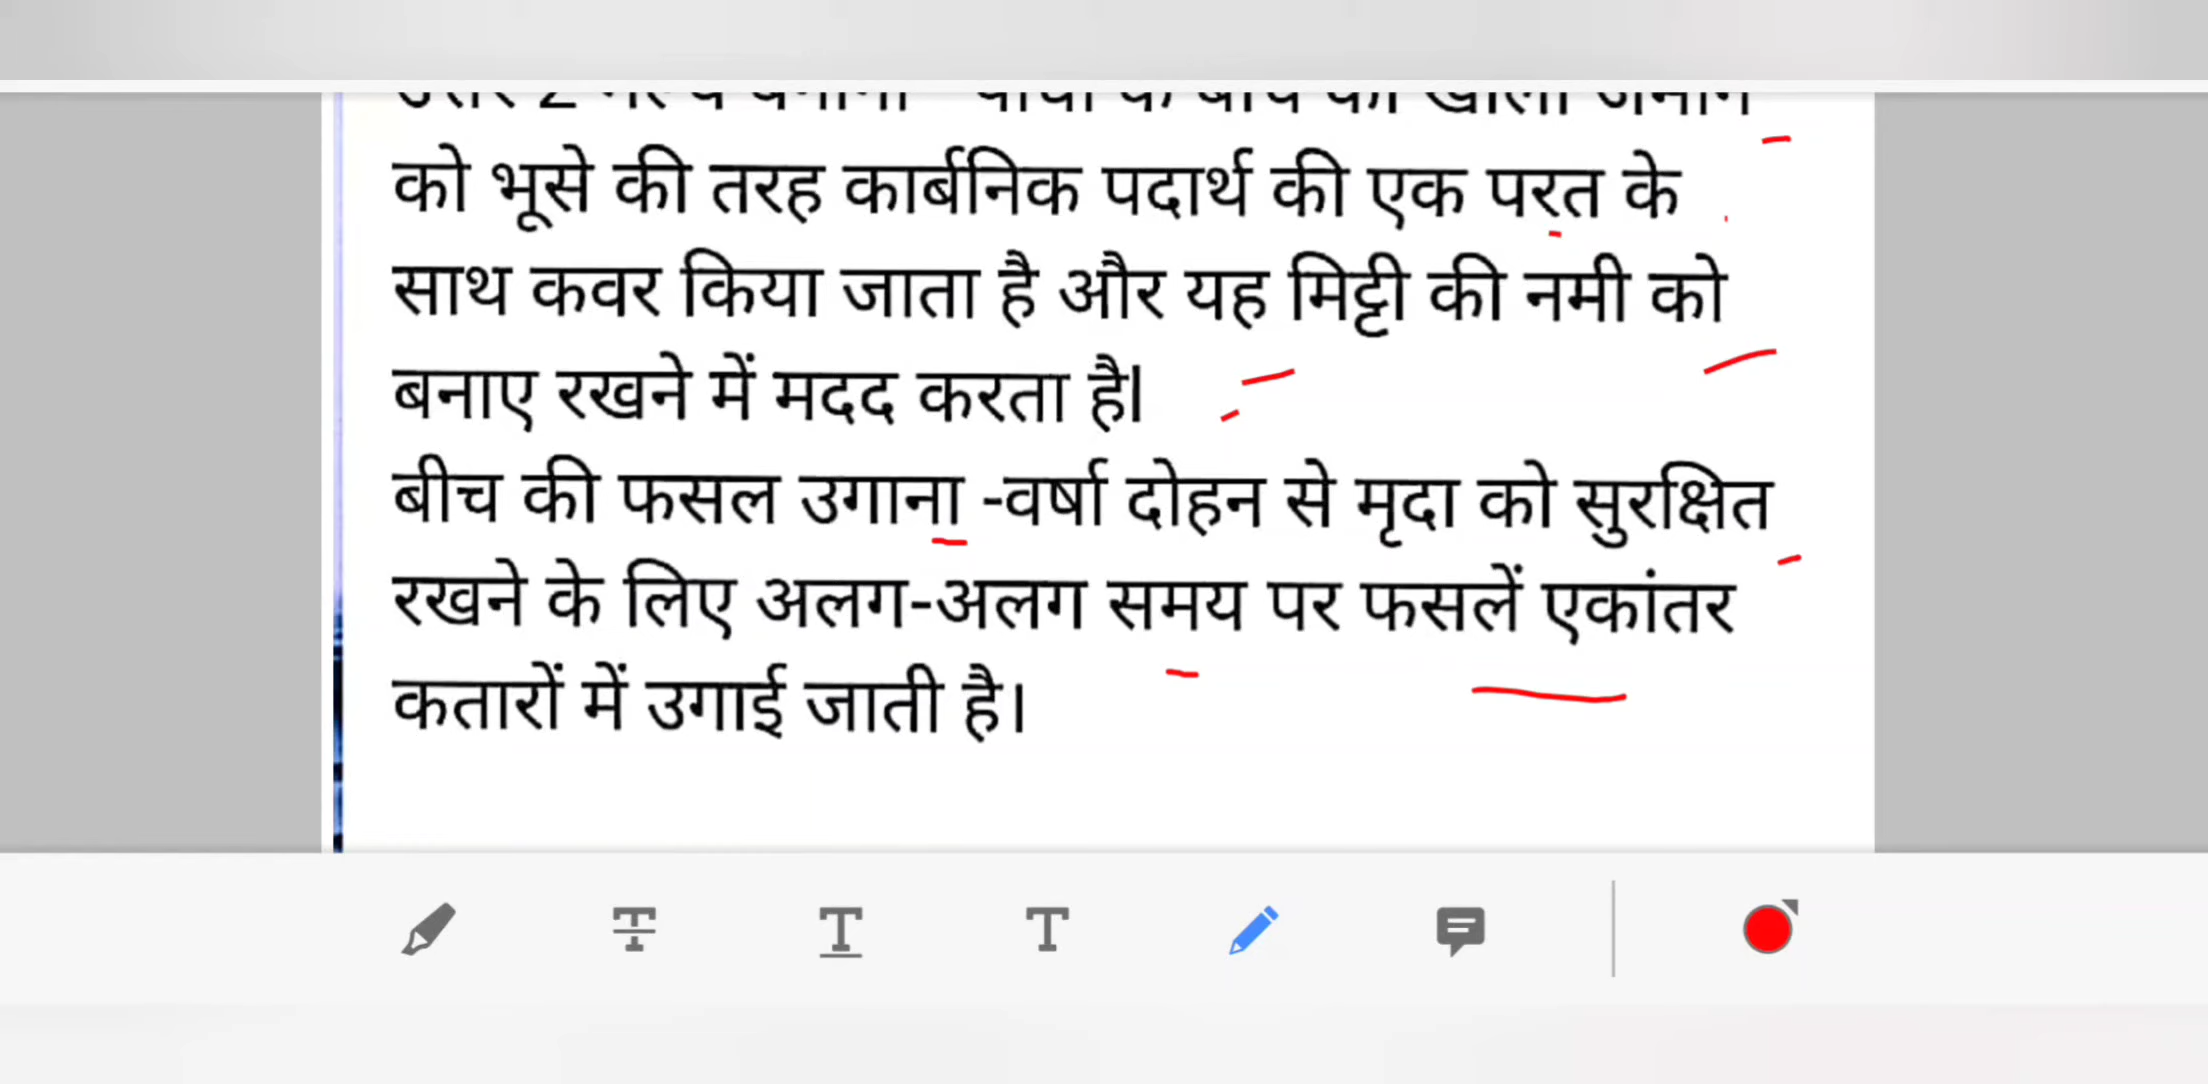 को भूसे की तरह कार्बनिक पदार्थ की एक परत के
साथ कवर किया जाता है और यह मिट्टी की नमी को
बनाए रखने में मदद करता है।
बीच की फसल उगाना -वर्षा दोहन से मृदा को सुरक्षित
रखने के लिए अलग-अलग समय पर फसलें एकांतर
कतारों में उगाई जाती है।